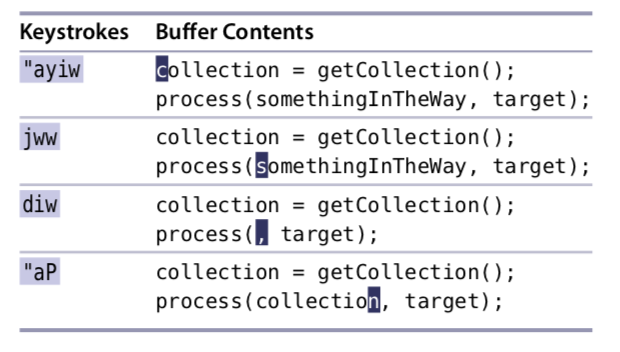 Keystrokes Buffer Contents
"ayiw collection = getCollection();
process(somethingInTheWay, target);
jww collection = getCollection();
process(somethingInTheWay, target);
diw collection = getCollection();
process(, target);
"aP collection = getCollection();
process(collection, target);